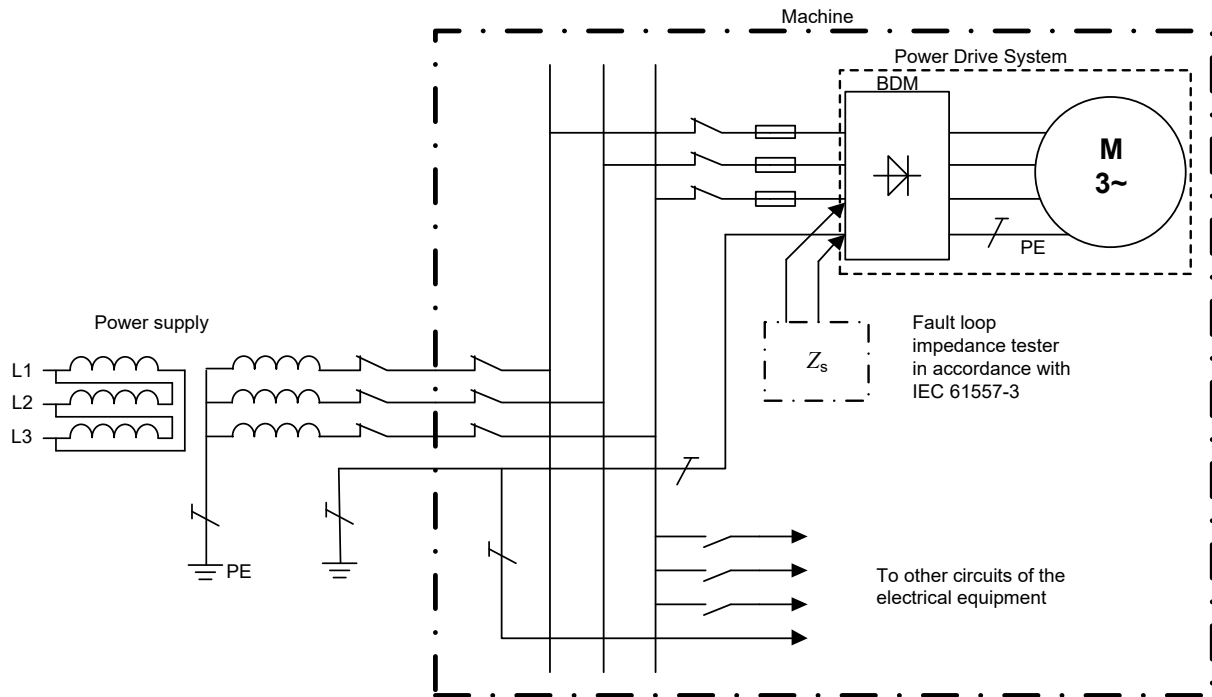 Machine
Power Drive System
BDM
M
3~
PE
Power supply
L1
L2
L3
Zs
Fault loop
impedance tester
in accordance with
IEC 61557-3
PE
To other circuits of the
electrical equipment